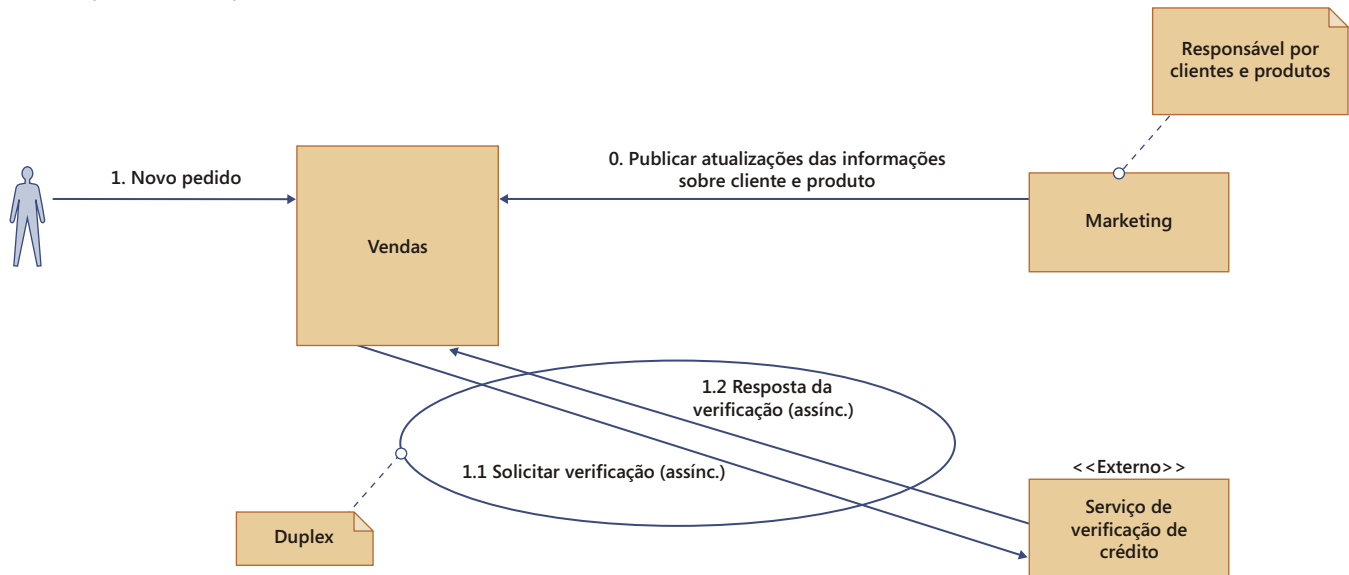 Responsável por
clientes e produtos
0. Publicar atualizações das informações
sobre cliente e produto
1. Novo pedido
Marketing
Vendas
1.2 Resposta da
verificação (assínc.)
1.1 Solicitar verificação (assínc.)
<<Externo>>
Serviço de
verificação de
crédito
Duplex